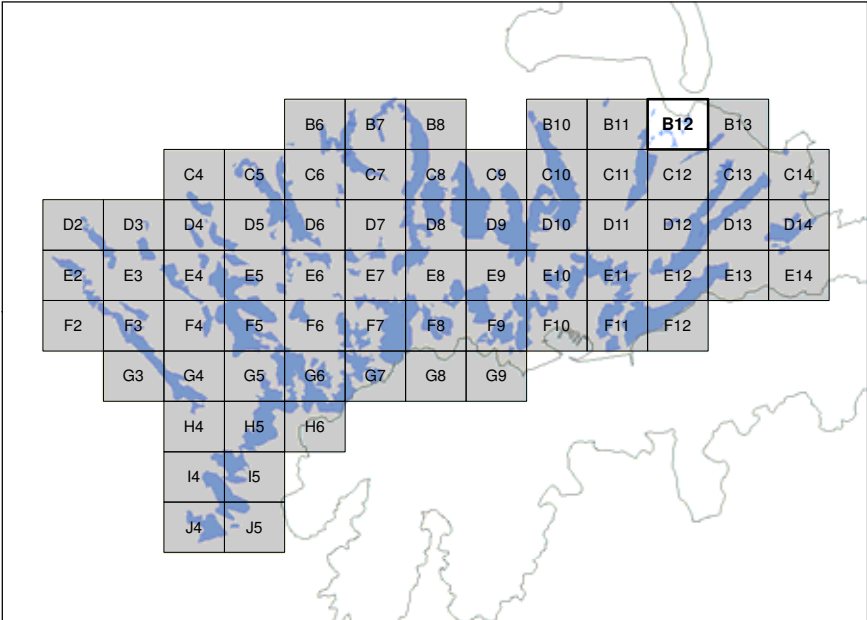 B6 B7 B8 B10 B11 B12 B13
C4 C5 C6 C7 C8 C9 C10 C11 C12 C13 C14
D2 D3 D4 D5 D6 D7 D8 D9 D10 D11 D12 D13 D14
E2 E3 E4 E5 E6 E7 E8 E9 E10 E11 E12 E13 E14
F2 F3 F4 F5 F6 F7 F8 F9 F10 F11 F12
G3 G4 G5 G6 G7 G8 G9
H4 H5 H6
I4 I5
J4 J5